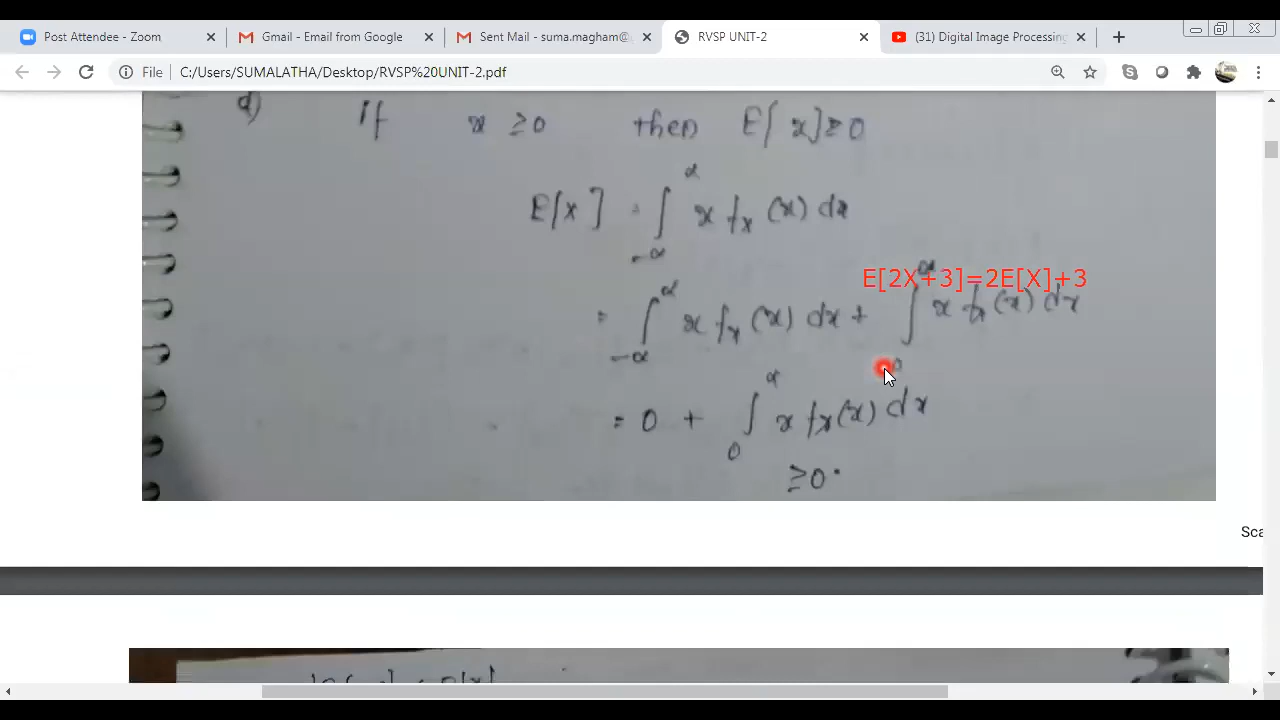 Post Attendee - Zoom
Gmail - Email from Google
Sent Mail - suma.magham@
RVSP UNIT-2
(31) Digital Image Processing
File
C:/Users/SUMALATHA/Desktop/RVSP%20UNIT-2.pdf
d) If x ≥0 then E[x]≥0
E[x] = ∫ -α α x fx (x) dx
E[2X+3]=2E[X]+3
= ∫ -α α x fx (x) dx + ∫ 0 α x fx (x) dx
= 0 + ∫ 0 α x fx (x) dx
≥0.
Sca